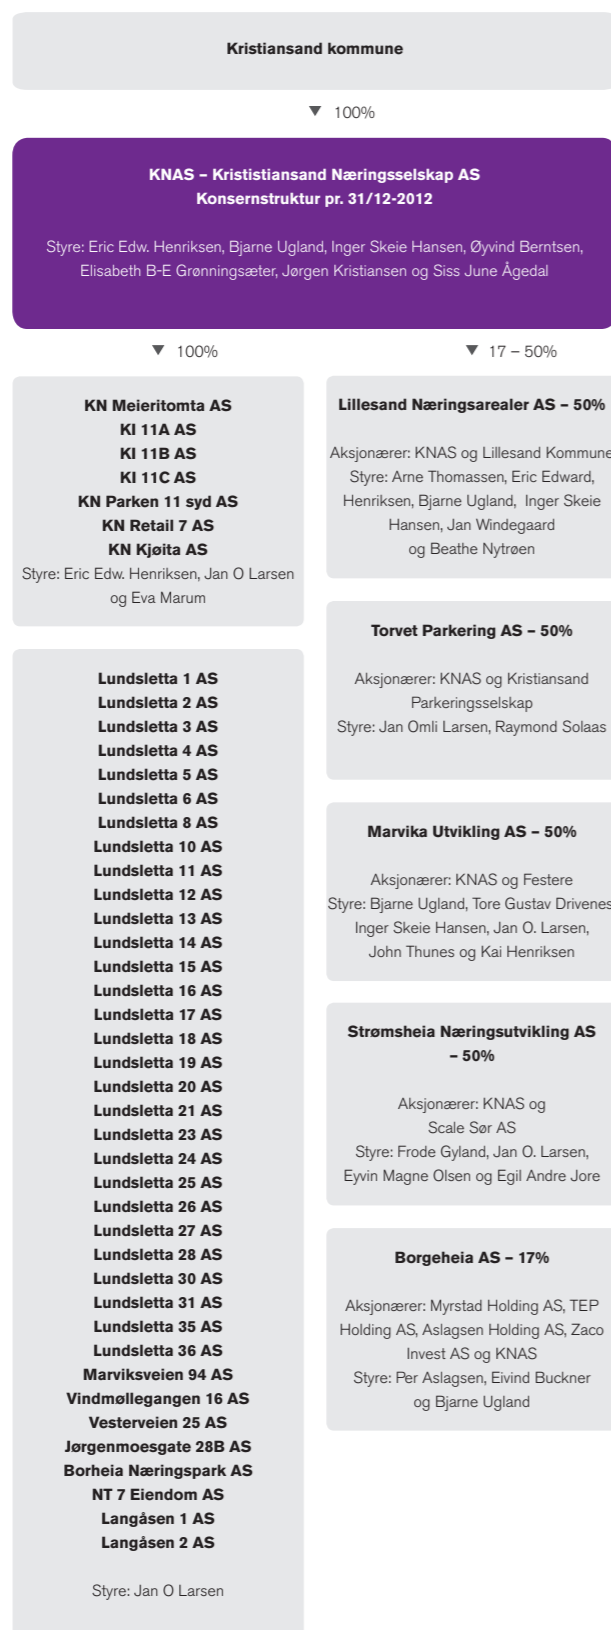 Kristiansand kommune
▼ 100%
KNAS – Krististiansand Næringsselskap AS
Konsernstruktur pr. 31/12-2012
Styre: Eric Edw. Henriksen, Bjarne Ugland, Inger Skeie Hansen, Øyvind Berntsen,
Elisabeth B-E Grønningsæter, Jørgen Kristiansen og Siss June Ågedal
▼ 100%
KN Meieritomta AS
KI 11A AS
KI 11B AS
KI 11C AS
KN Parken 11 syd AS
KN Retail 7 AS
KN Kjøita AS
Styre: Eric Edw. Henriksen, Jan O Larsen
og Eva Marum
Lundsletta 1 AS
Lundsletta 2 AS
Lundsletta 3 AS
Lundsletta 4 AS
Lundsletta 5 AS
Lundsletta 6 AS
Lundsletta 8 AS
Lundsletta 10 AS
Lundsletta 11 AS
Lundsletta 12 AS
Lundsletta 13 AS
Lundsletta 14 AS
Lundsletta 15 AS
Lundsletta 16 AS
Lundsletta 17 AS
Lundsletta 18 AS
Lundsletta 19 AS
Lundsletta 20 AS
Lundsletta 21 AS
Lundsletta 23 AS
Lundsletta 24 AS
Lundsletta 25 AS
Lundsletta 26 AS
Lundsletta 27 AS
Lundsletta 28 AS
Lundsletta 30 AS
Lundsletta 31 AS
Lundsletta 35 AS
Lundsletta 36 AS
Marviksveien 94 AS
Vindmøllegangen 16 AS
Vesterveien 25 AS
Jørgenmoesgate 28B AS
Borheia Næringspark AS
NT 7 Eiendom AS
Langåsen 1 AS
Langåsen 2 AS
Styre: Jan O Larsen
▼ 17 – 50%
Lillesand Næringsarealer AS – 50%
Aksjonærer: KNAS og Lillesand Kommune
Styre: Arne Thomassen, Eric Edward,
Henriksen, Bjarne Ugland, Inger Skeie
Hansen, Jan Windegaard
og Beathe Nytrøen
Torvet Parkering AS – 50%
Aksjonærer: KNAS og Kristiansand
Parkeringsselskap
Styre: Jan Omli Larsen, Raymond Solaas
Marvika Utvikling AS – 50%
Aksjonærer: KNAS og Festere
Styre: Bjarne Ugland, Tore Gustav Drivenes
Inger Skeie Hansen, Jan O. Larsen,
John Thunes og Kai Henriksen
Strømsheia Næringsutvikling AS
– 50%
Aksjonærer: KNAS og
Scale Sør AS
Styre: Frode Gyland, Jan O. Larsen,
Eyvin Magne Olsen og Egil Andre Jore
Borgeheia AS – 17%
Aksjonærer: Myrstad Holding AS, TEP
Holding AS, Aslagsen Holding AS, Zaco
Invest AS og KNAS
Styre: Per Aslagsen, Eivind Buckner
og Bjarne Ugland